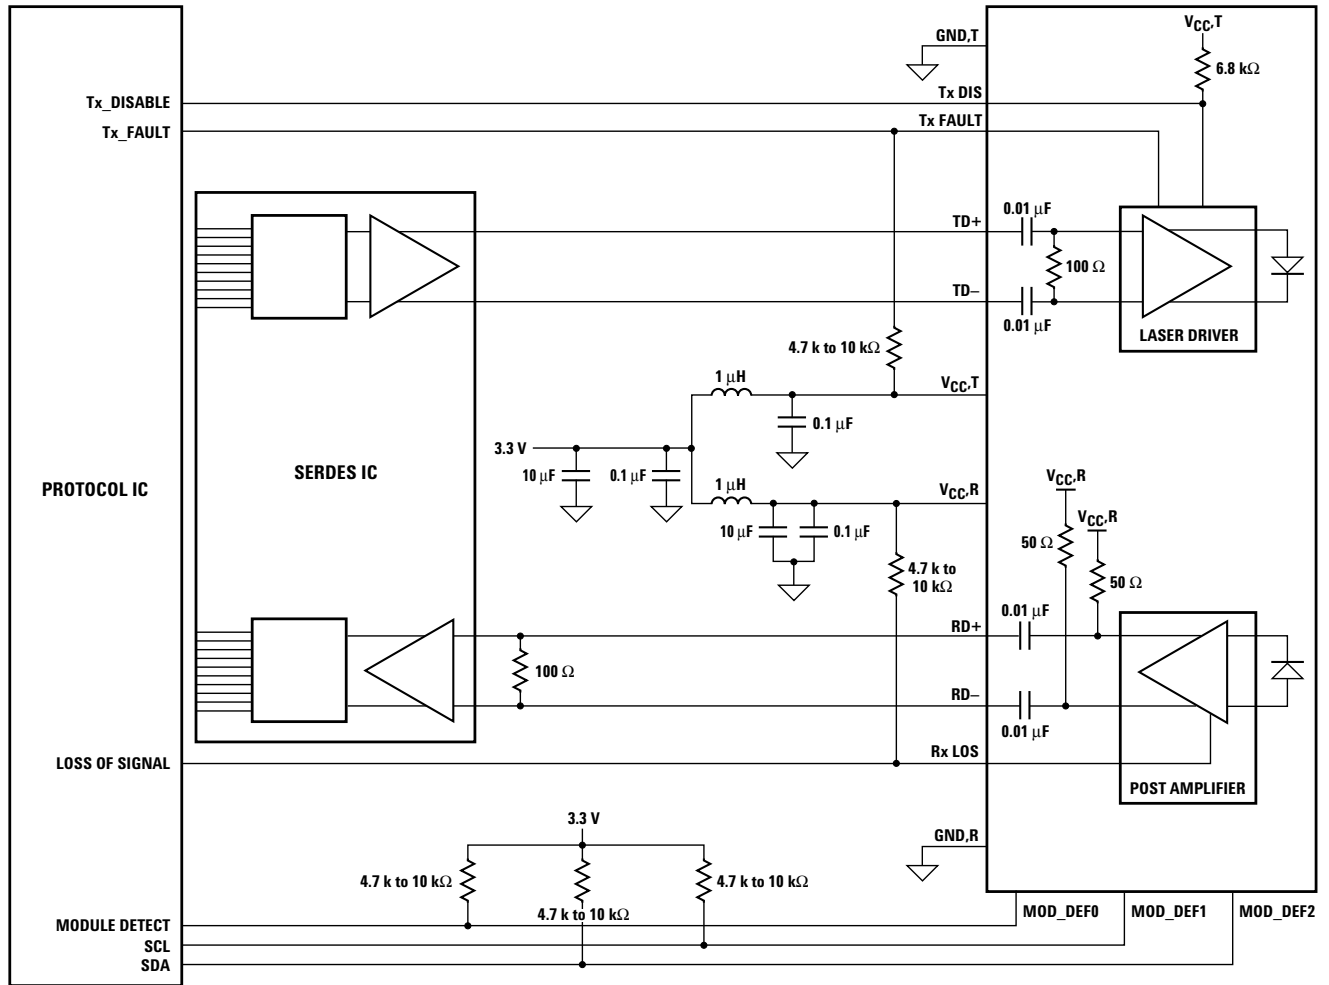 V_CC,T
GND,T
6.8 kΩ
Tx_DISABLE
Tx DIS
Tx_FAULT
Tx FAULT
0.01 µF
TD+
100 Ω
TD–
0.01 µF
LASER DRIVER
4.7 k to 10 kΩ
1 µH
V_CC,T
0.1 µF
3.3 V
SERDES IC
10 µF
0.1 µF
PROTOCOL IC
1 µH
V_CC,R
V_CC,R
V_CC,R
10 µF
0.1 µF
50 Ω
4.7 k to
10 kΩ
50 Ω
0.01 µF
RD+
100 Ω
RD–
0.01 µF
LOSS OF SIGNAL
Rx LOS
POST AMPLIFIER
3.3 V
GND,R
4.7 k to 10 kΩ
4.7 k to 10 kΩ
4.7 k to 10 kΩ
MODULE DETECT
MOD_DEF0
MOD_DEF1
MOD_DEF2
SCL
SDA